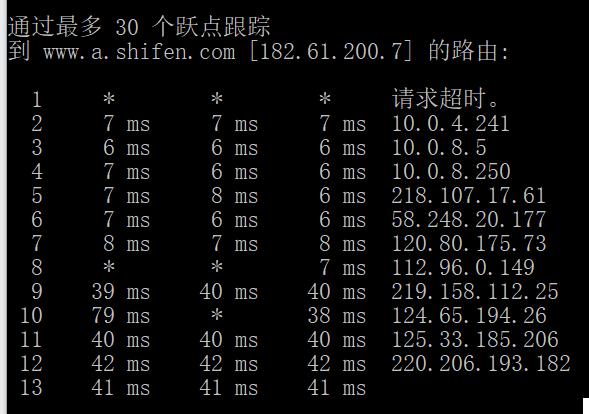 通过最多 30 个跃点跟踪
到 www.a.shifen.com [182.61.200.7] 的路由:
1 * * * 请求超时。
2 7 ms 7 ms 7 ms 10.0.4.241
3 6 ms 6 ms 6 ms 10.0.8.5
4 7 ms 6 ms 6 ms 10.0.8.250
5 7 ms 8 ms 6 ms 218.107.17.61
6 7 ms 6 ms 6 ms 58.248.20.177
7 8 ms 7 ms 8 ms 120.80.175.73
8 * * 7 ms 112.96.0.149
9 39 ms 40 ms 40 ms 219.158.112.25
10 79 ms * 38 ms 124.65.194.26
11 40 ms 40 ms 40 ms 125.33.185.206
12 42 ms 42 ms 42 ms 220.206.193.182
13 41 ms 41 ms 41 ms